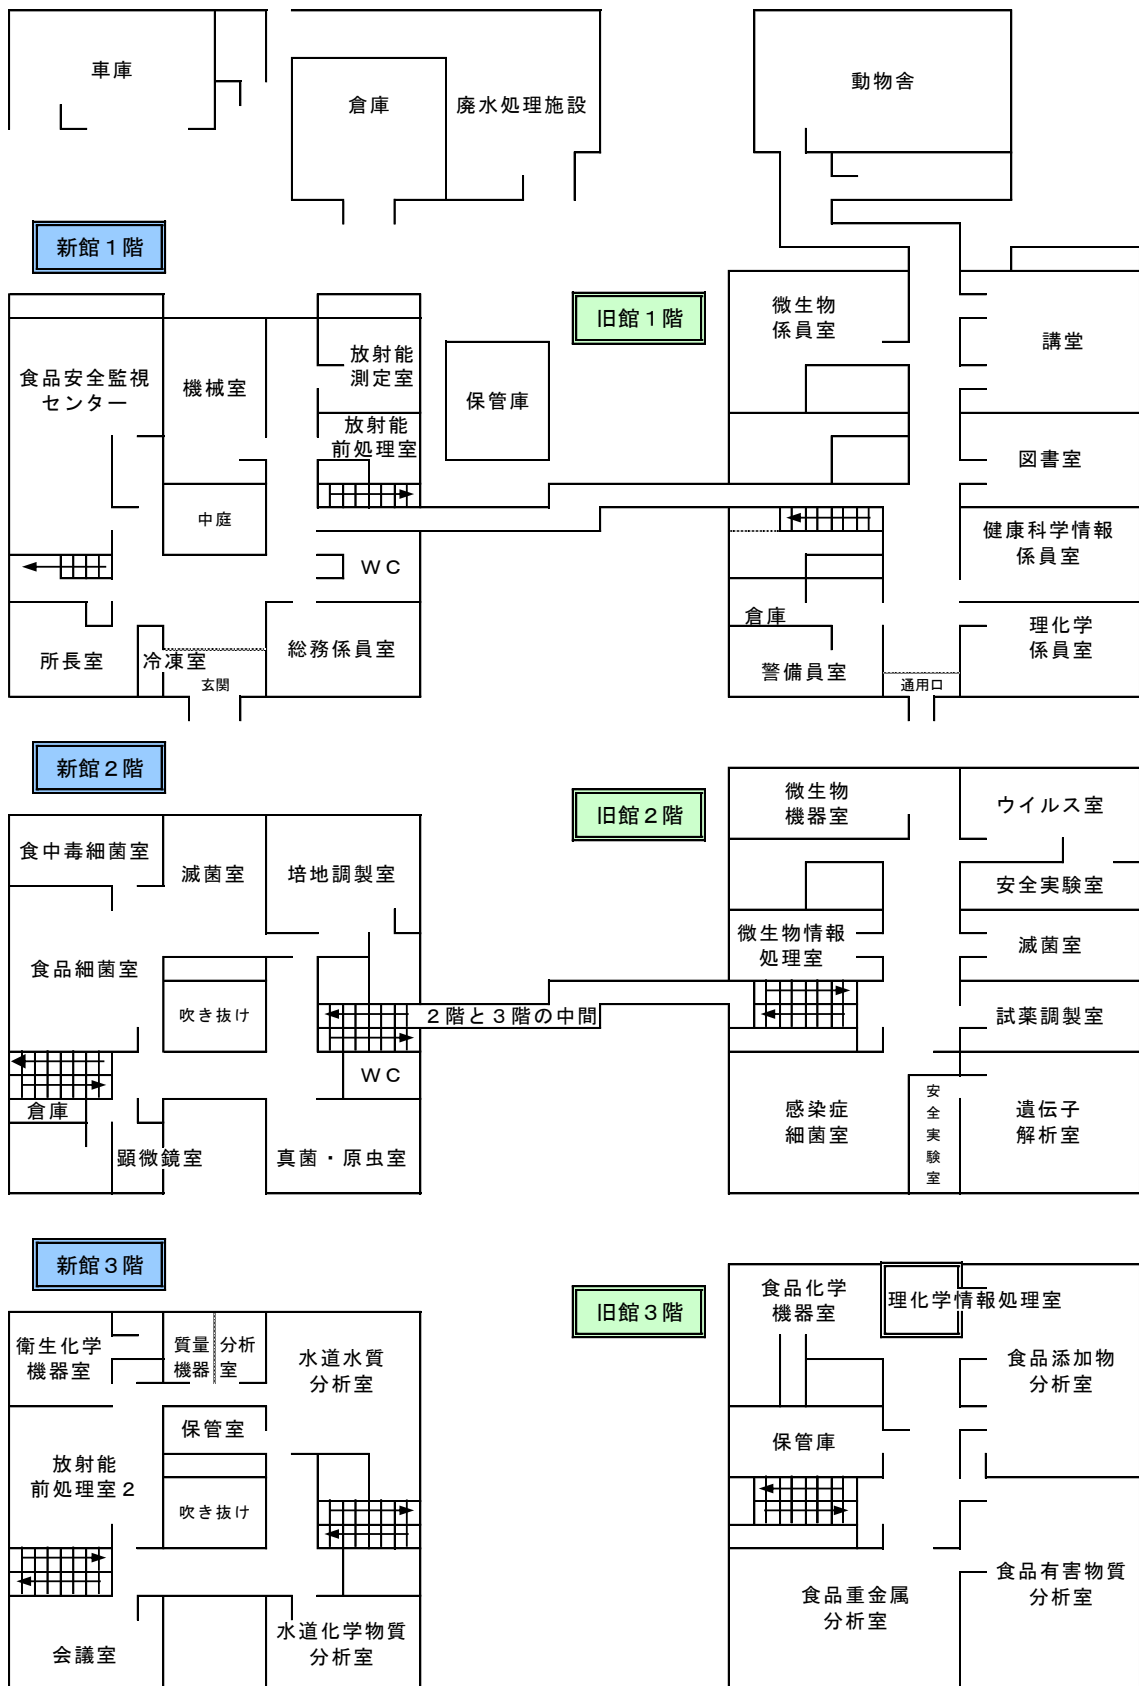 車庫
倉庫
廃水処理施設
動物舎
新館１階
旧館１階
食品安全監視
センター
機械室
放射能
測定室
放射能
前処理室
保管庫
中庭
ＷＣ
所長室
冷凍室
玄関
総務係員室
微生物
係員室
講堂
図書室
健康科学情報
係員室
倉庫
理化学
係員室
警備員室
通用口
新館２階
旧館２階
食中毒細菌室
滅菌室
培地調製室
食品細菌室
吹き抜け
２階と３階の中間
ＷＣ
倉庫
顕微鏡室
真菌・原虫室
微生物
機器室
ウイルス室
安全実験室
微生物情報
処理室
滅菌室
試薬調製室
感染症
細菌室
安
全
実
験
室
遺伝子
解析室
新館３階
旧館３階
衛生化学
機器室
質量
機器
分析
室
水道水質
分析室
保管室
放射能
前処理室２
吹き抜け
会議室
水道化学物質
分析室
食品化学
機器室
理化学情報処理室
食品添加物
分析室
保管庫
食品重金属
分析室
食品有害物質
分析室